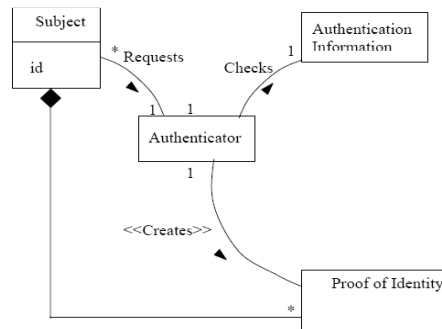 Subject
id
* Requests
1
1
Checks
1
Authentication
Information
Authenticator
1
<<Creates>>
Proof of Identity
*